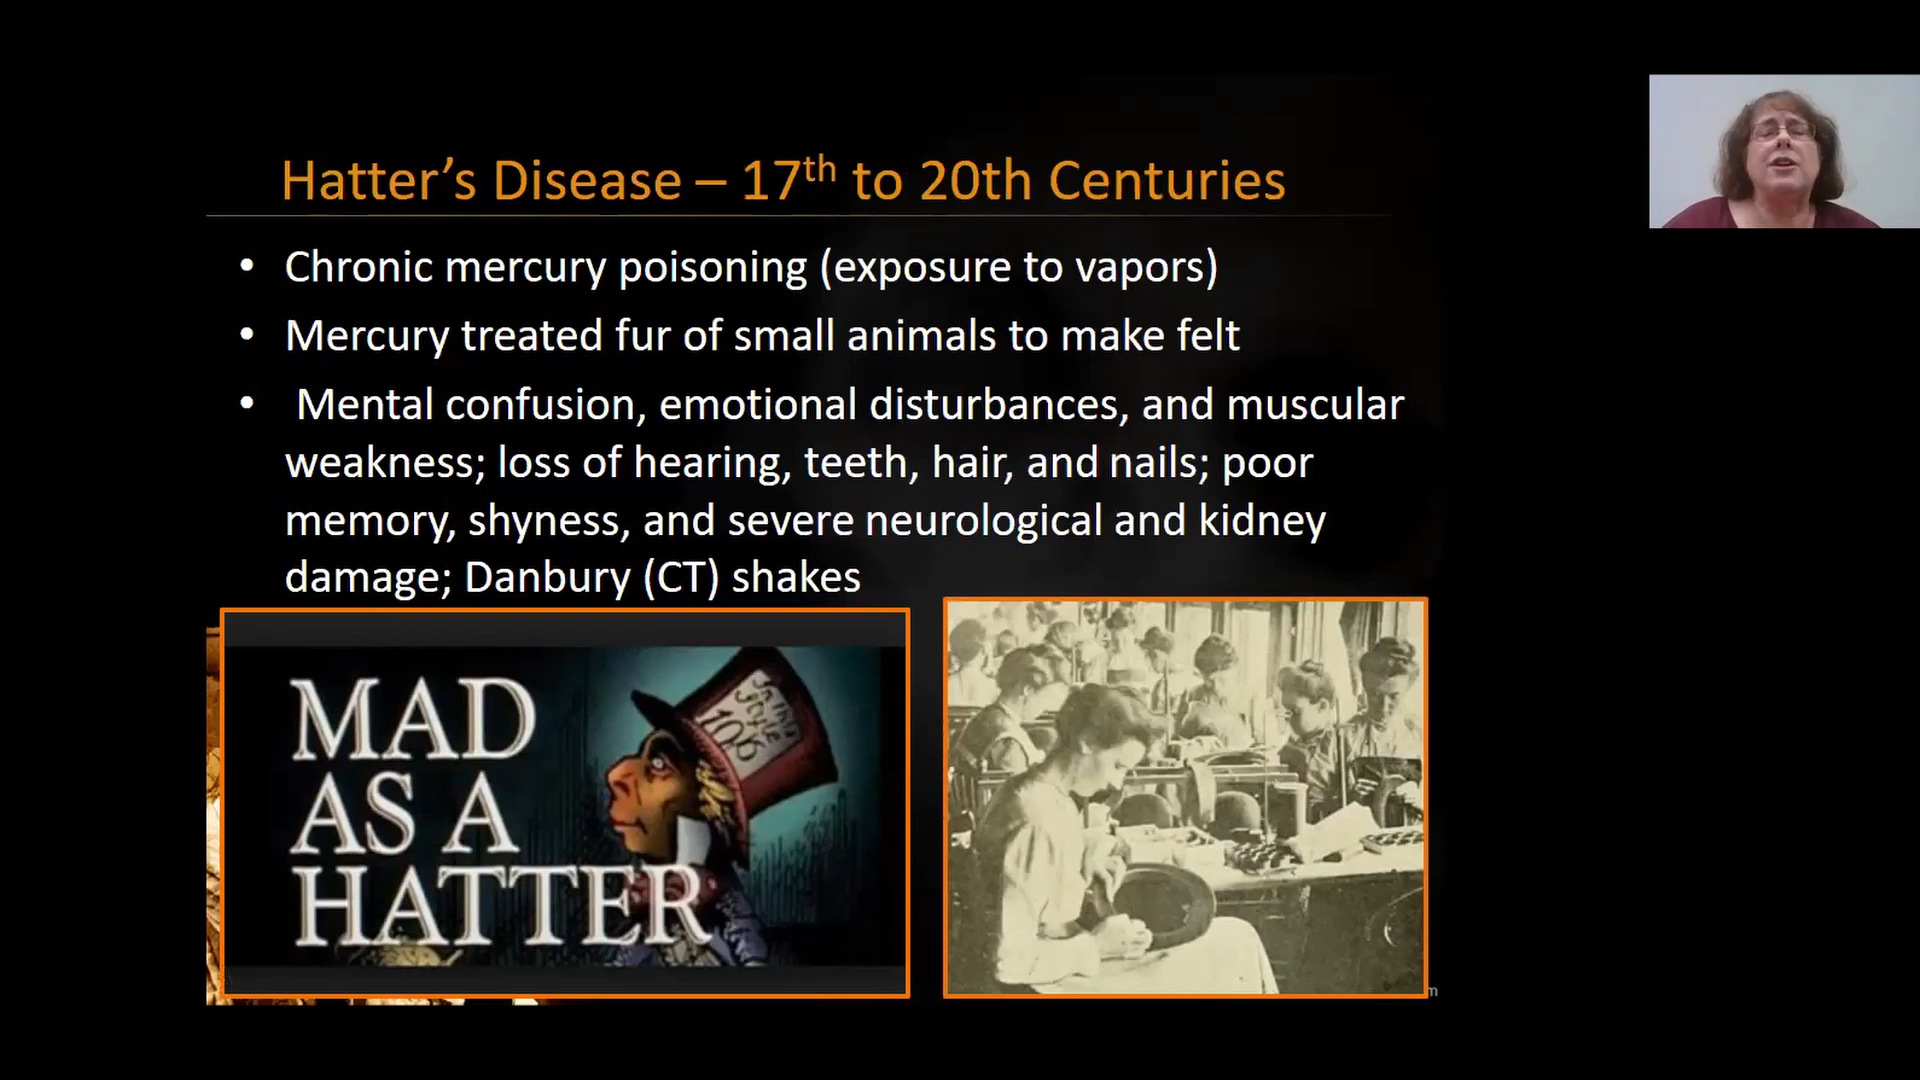 Hatter’s Disease – 17th to 20th Centuries
• Chronic mercury poisoning (exposure to vapors)
• Mercury treated fur of small animals to make felt
• Mental confusion, emotional disturbances, and muscular
weakness; loss of hearing, teeth, hair, and nails; poor
memory, shyness, and severe neurological and kidney
damage; Danbury (CT) shakes
MAD
AS A
HATTER